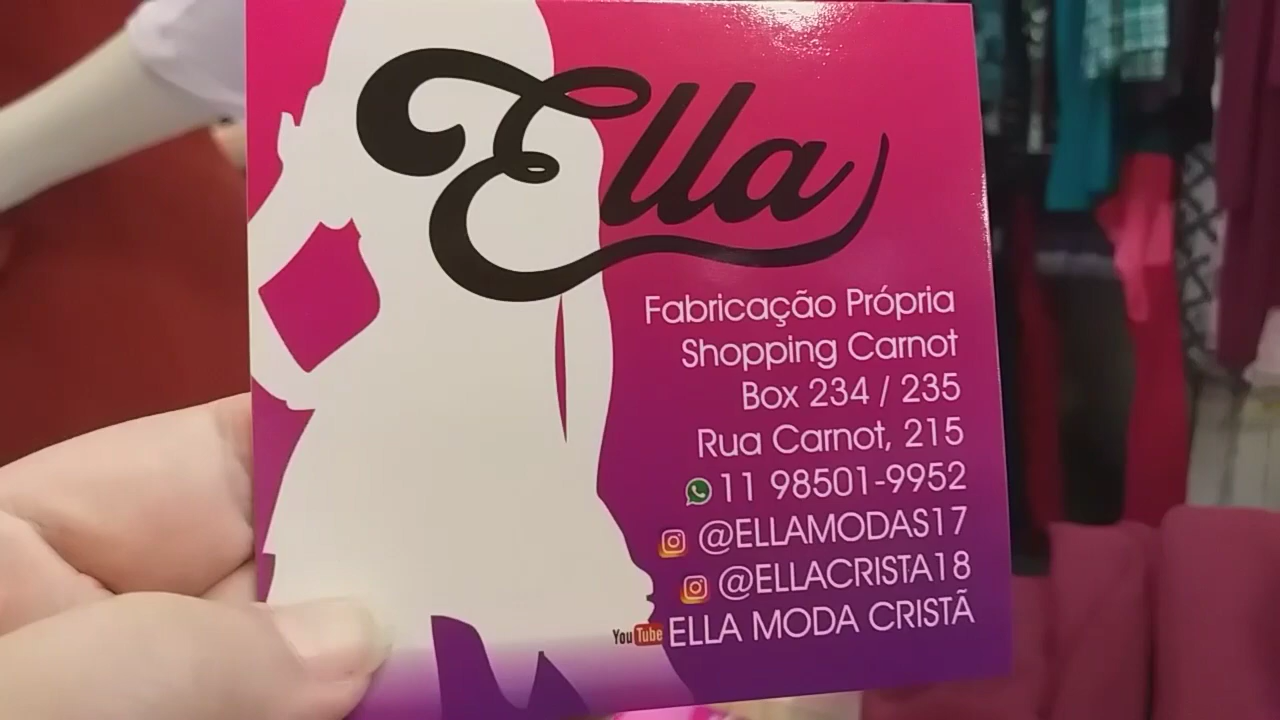 Ella
Fabricação Própria
Shopping Carnot
Box 234 / 235
Rua Carnot, 215
11 98501-9952
@ELLAMODAS17
@ELLACRISTA18
YouTube ELLA MODA CRISTÃ